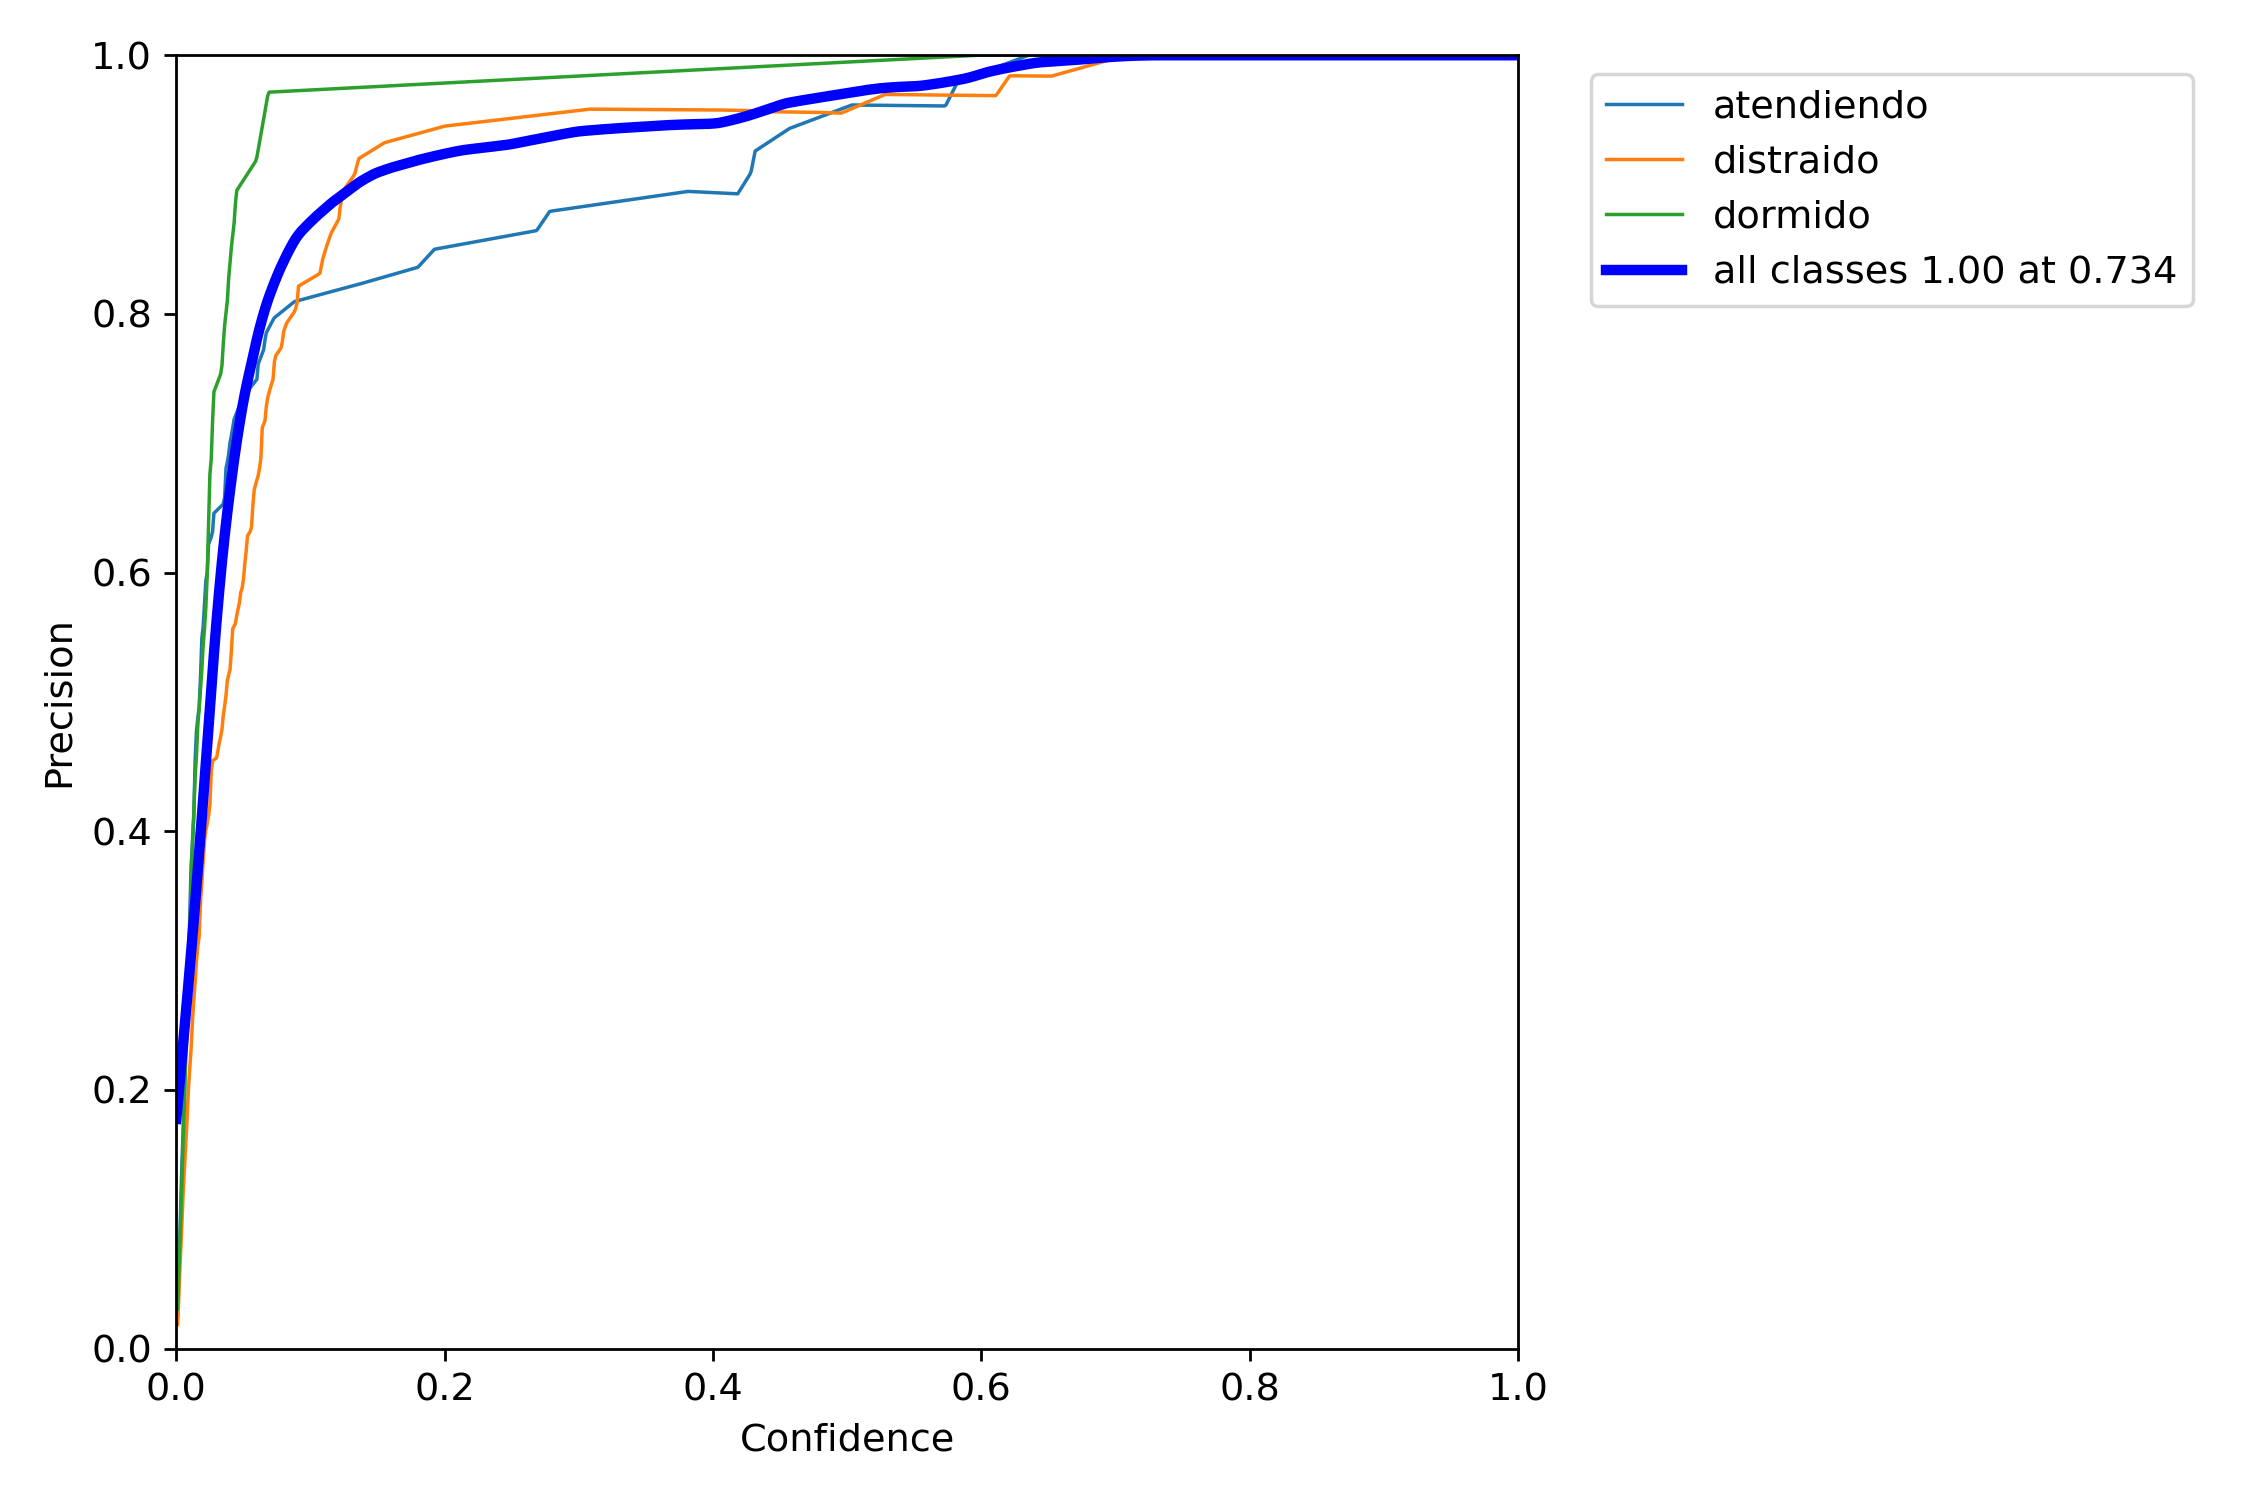 1.0
0.8
0.6
0.4
0.2
0.0
Precision
0.0 0.2 0.4 0.6 0.8 1.0
Confidence
atendiendo
distraido
dormido
all classes 1.00 at 0.734